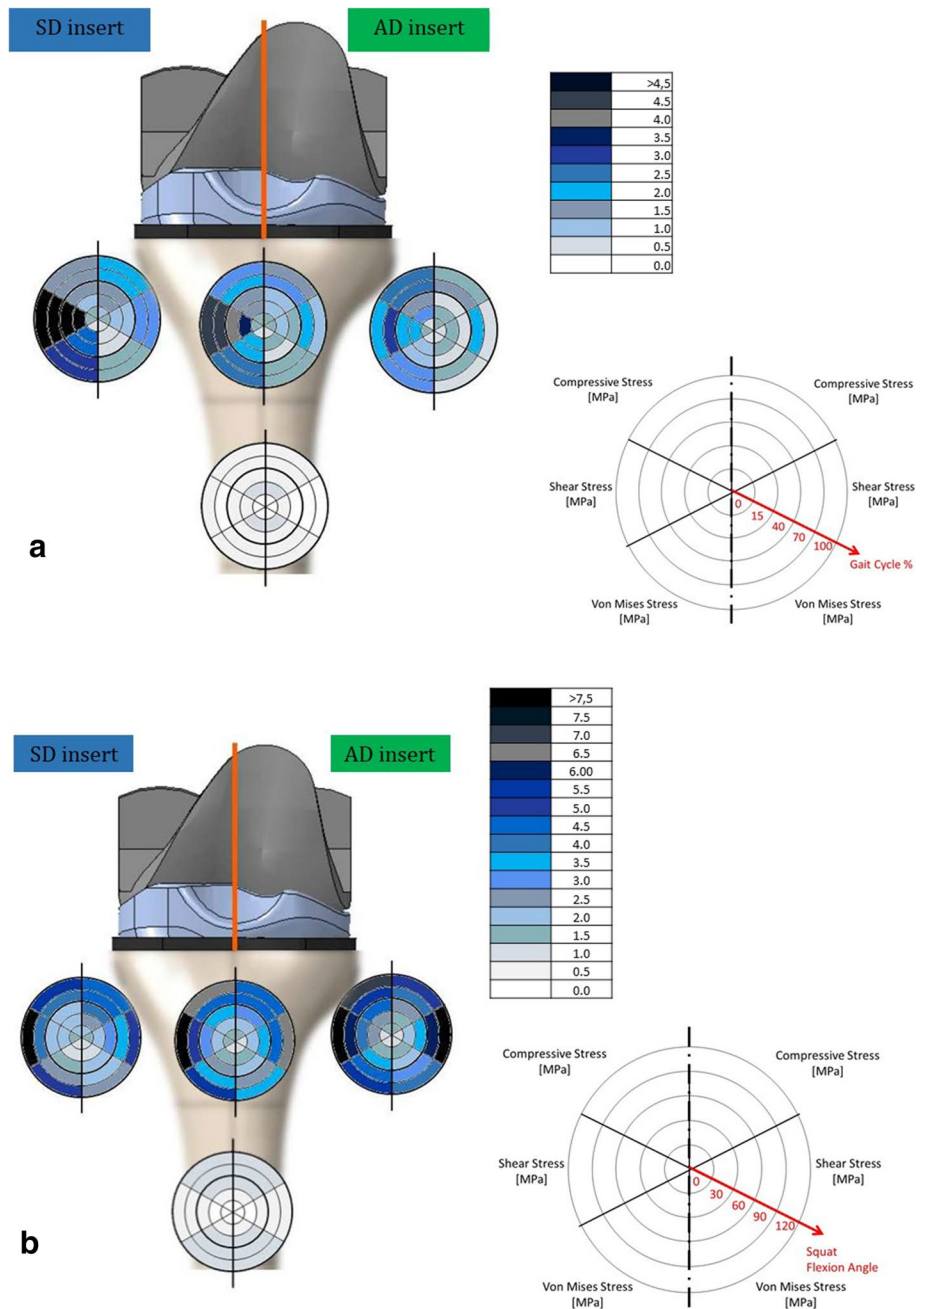 SD insert
AD insert
>4,5
4.5
4.0
3.5
3.0
2.5
2.0
1.5
1.0
0.5
0.0
Compressive Stress
[MPa]
Compressive Stress
[MPa]
Shear Stress
[MPa]
Shear Stress
[MPa]
0
15
40
70
100
Gait Cycle %
Von Mises Stress
[MPa]
Von Mises Stress
[MPa]
a
SD insert
AD insert
>7,5
7.5
7.0
6.5
6.00
5.5
5.0
4.5
4.0
3.5
3.0
2.5
2.0
1.5
1.0
0.5
0.0
Compressive Stress
[MPa]
Compressive Stress
[MPa]
Shear Stress
[MPa]
Shear Stress
[MPa]
0
30
60
90
120
Squat
Flexion Angle
Von Mises Stress
[MPa]
Von Mises Stress
[MPa]
b